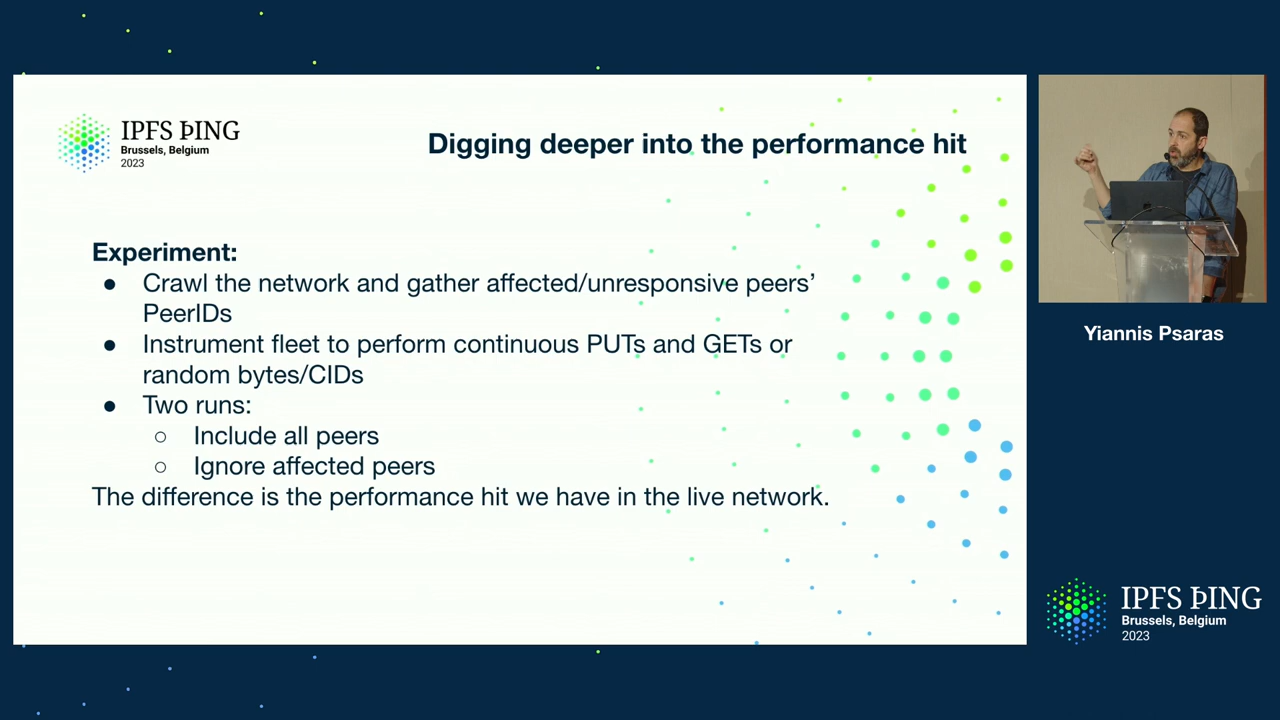 IPFS ÞING
Brussels, Belgium
2023
Digging deeper into the performance hit
Experiment:
● Crawl the network and gather affected/unresponsive peers’
PeerIDs
● Instrument fleet to perform continuous PUTs and GETs or
random bytes/CIDs
● Two runs:
○ Include all peers
○ Ignore affected peers
The difference is the performance hit we have in the live network.
Yiannis Psaras
IPFS ÞING
Brussels, Belgium
2023